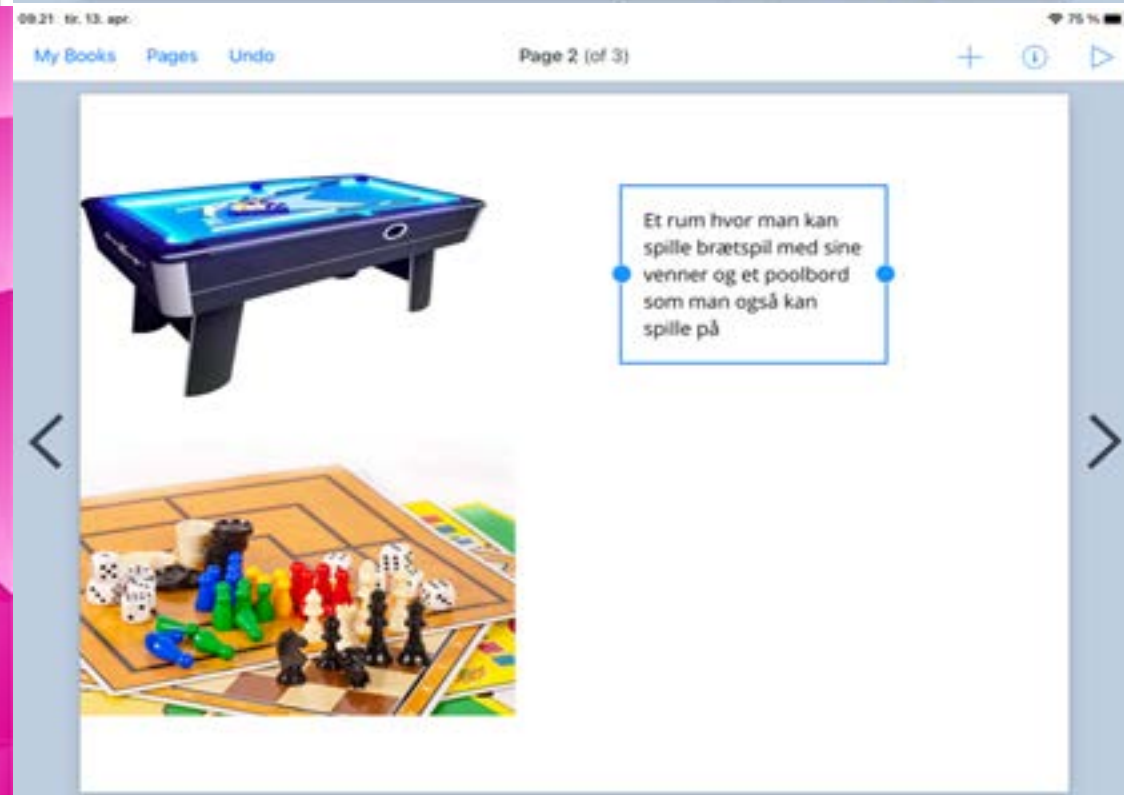 09.21 tir. 13. apr.
75 %
My Books Pages Undo
Page 2 (of 3)
Et rum hvor man kan
spille brætspil med sine
venner og et poolbord
som man også kan
spille på